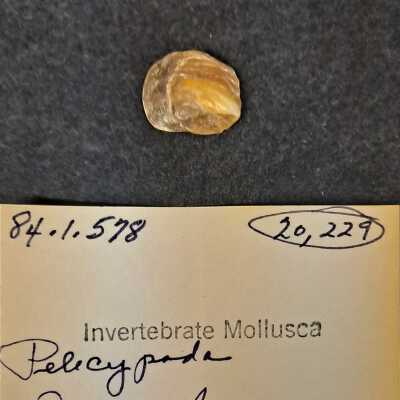 84.1.578 20,229
Invertebrate Mollusca
Pelecypoda